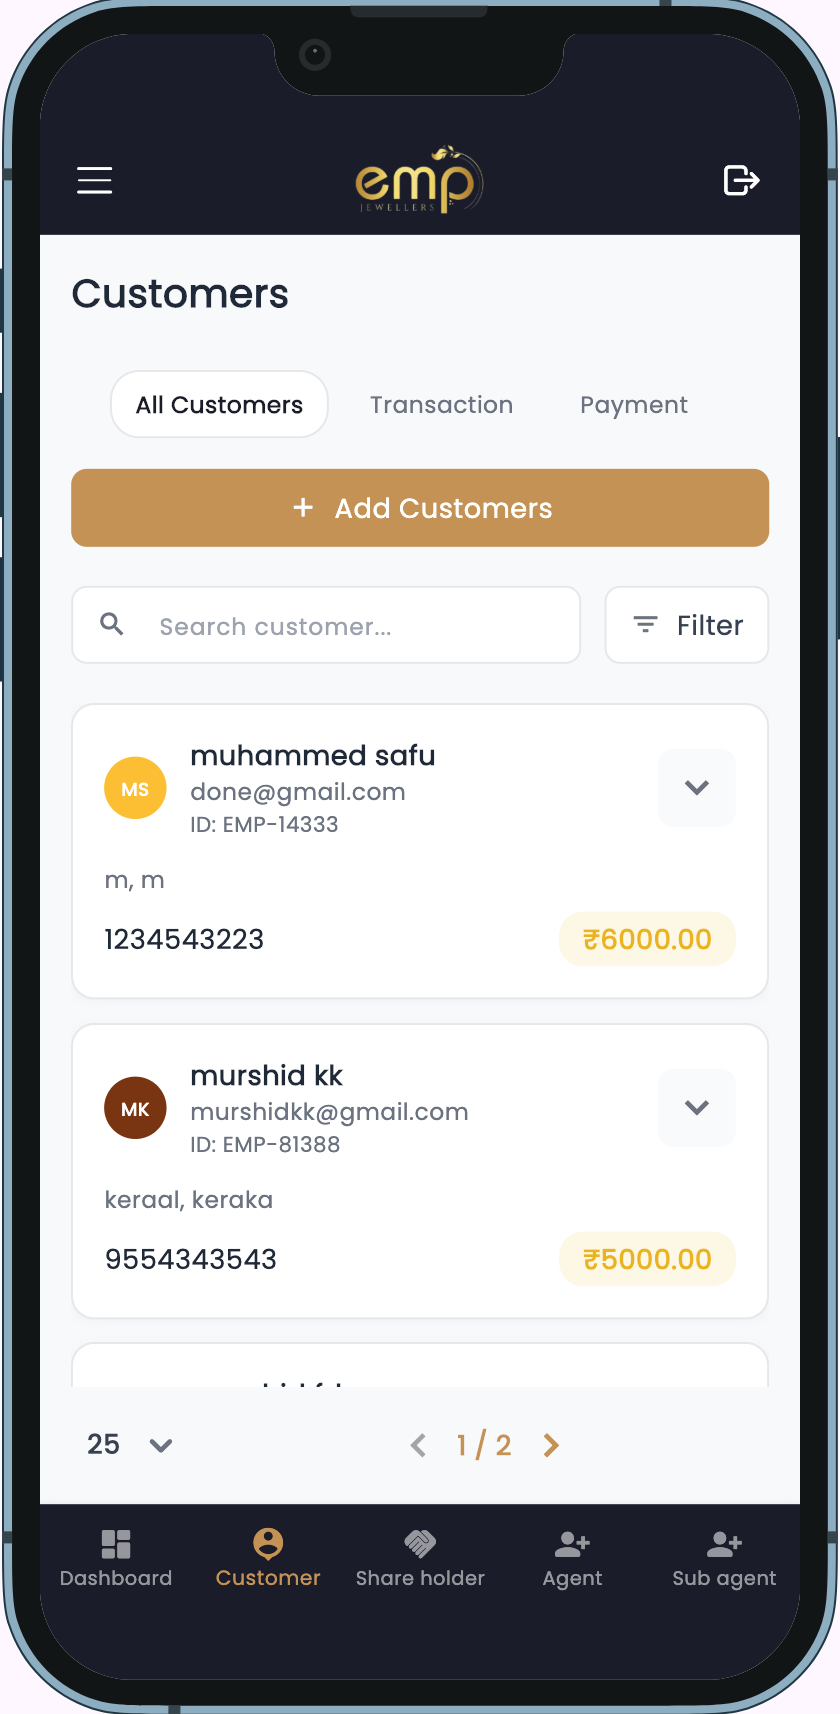 emp
JEWELLERS
Customers
All Customers Transaction Payment
+ Add Customers
Search customer... Filter
MS
muhammed safu
done@gmail.com
ID: EMP-14333
m, m
1234543223 ₹6000.00
MK
murshid kk
murshidkk@gmail.com
ID: EMP-81388
keraal, keraka
9554343543 ₹5000.00
25 1 / 2
Dashboard Customer Share holder Agent Sub agent